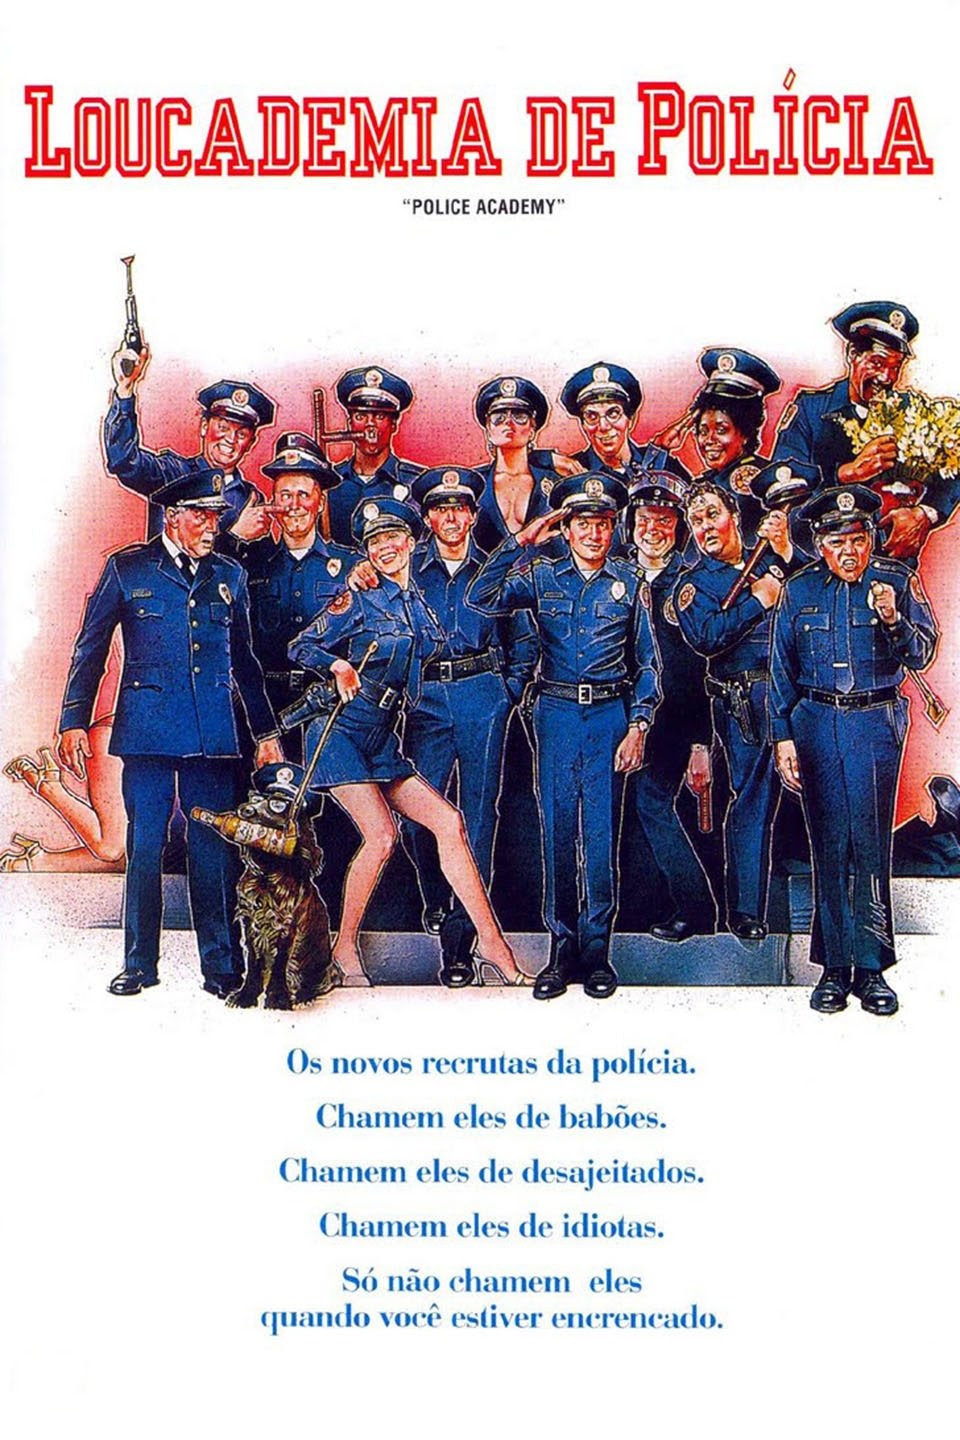 LOUCADEMIA DE POLÍCIA
"POLICE ACADEMY"
Os novos recrutas da polícia.
Chamem eles de babões.
Chamem eles de desajeitados.
Chamem eles de idiotas.
Só não chamem eles
quando você estiver encrencado.